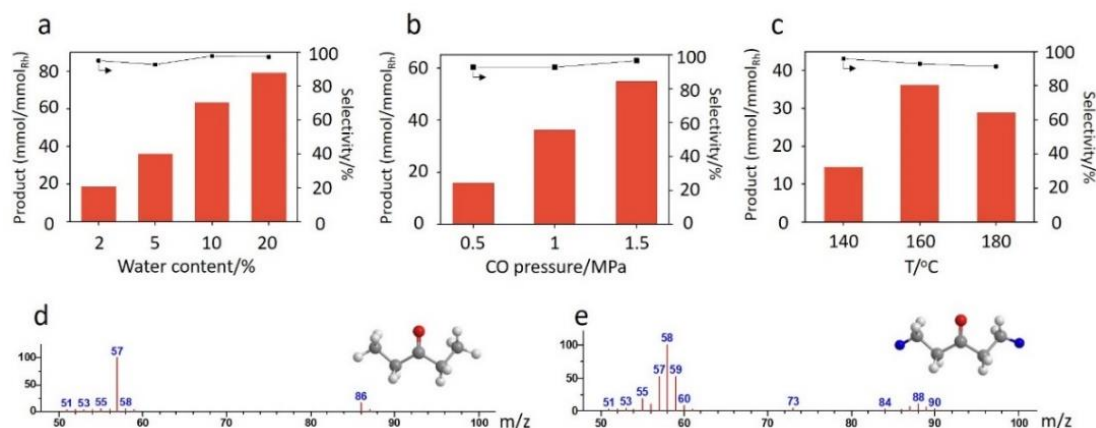 a
Product (mmol/mmolRh)
80
60
40
20
0
100
80
60
40
20
0
Selectivity/%
2 5 10 20
Water content/%
b
Product (mmol/mmolRh)
60
40
20
0
100
80
60
40
20
0
Selectivity/%
0.5 1 1.5
CO pressure/MPa
c
Product (mmol/mmolRh)
40
30
20
10
0
100
80
60
40
20
0
Selectivity/%
140 160 180
T/°C
d
100
50
0
51 53 55 57 58 86
50 60 70 80 90 100 m/z
e
100
50
0
51 53 55 57 58 59 60 73 84 88 90
50 60 70 80 90 100 m/z